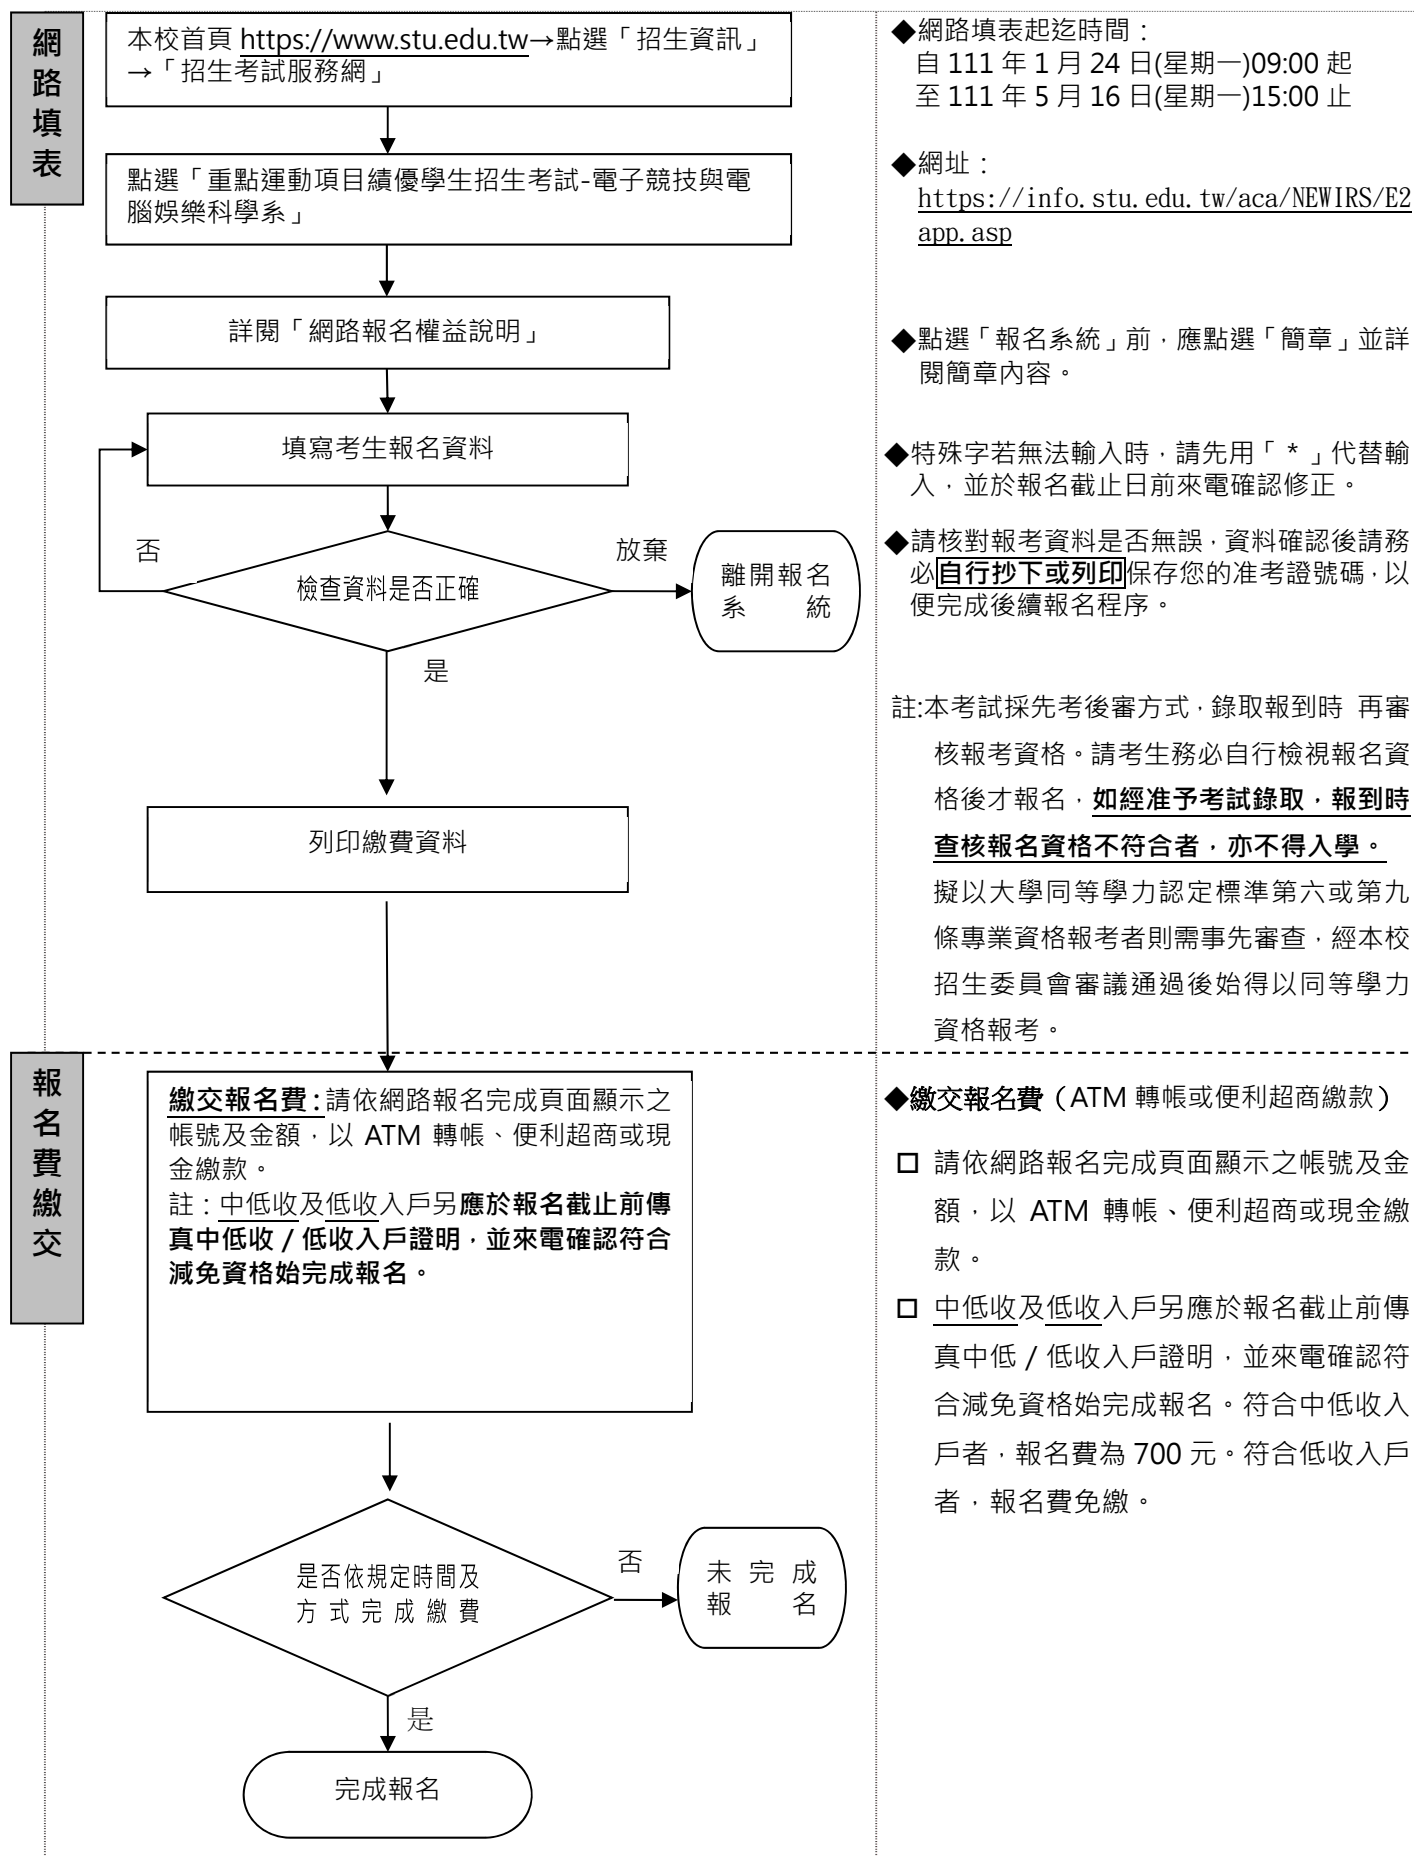 網
路
填
表
本校首頁 https://www.stu.edu.tw→點選「招生資訊」
→「招生考試服務網」
點選「重點運動項目績優學生招生考試-電子競技與電
腦娛樂科學系」
詳閱「網路報名權益說明」
填寫考生報名資料
否
檢查資料是否正確
放棄
離開報名
系統
是
列印繳費資料
◆網路填表起迄時間：
自 111 年 1 月 24 日(星期一)09:00 起
至 111 年 5 月 16 日(星期一)15:00 止
◆網址：
https://info.stu.edu.tw/aca/NEWIRS/E2
app.asp
◆點選「報名系統」前，應點選「簡章」並詳
閱簡章內容。
◆特殊字若無法輸入時，請先用「 * 」代替輸
入，並於報名截止日前來電確認修正。
◆請核對報考資料是否無誤，資料確認後請務
必自行抄下或列印保存您的准考證號碼，以
便完成後續報名程序。
註:本考試採先考後審方式，錄取報到時 再審
核報考資格。請考生務必自行檢視報名資
格後才報名，如經准予考試錄取，報到時
查核報名資格不符合者，亦不得入學。
擬以大學同等學力認定標準第六或第九
條專業資格報考者則需事先審查，經本校
招生委員會審議通過後始得以同等學力
資格報考。
報
名
費
繳
交
繳交報名費：請依網路報名完成頁面顯示之
帳號及金額，以 ATM 轉帳、便利超商或現
金繳款。
註：中低收及低收入戶另應於報名截止前傳
真中低收 / 低收入戶證明，並來電確認符合
減免資格始完成報名。
是否依規定時間及
方式完成繳費
否
未完成
報名
是
完成報名
◆繳交報名費（ATM 轉帳或便利超商繳款）
□ 請依網路報名完成頁面顯示之帳號及金
額，以 ATM 轉帳、便利超商或現金繳
款。
□ 中低收及低收入戶另應於報名截止前傳
真中低 / 低收入戶證明，並來電確認符
合減免資格始完成報名。符合中低收入
戶者，報名費為 700 元。符合低收入戶
者，報名費免繳。